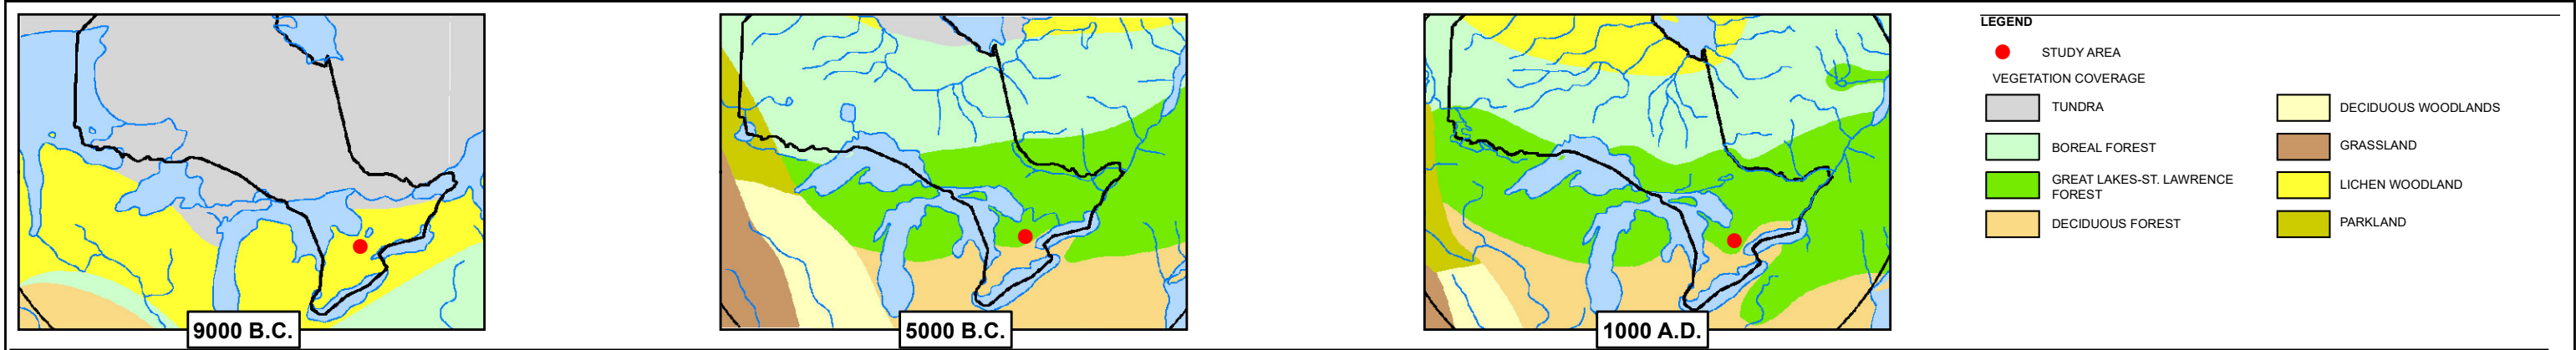 9000 B.C.
5000 B.C.
1000 A.D.
LEGEND
STUDY AREA
VEGETATION COVERAGE
TUNDRA
BOREAL FOREST
GREAT LAKES-ST. LAWRENCE
FOREST
DECIDUOUS FOREST
DECIDUOUS WOODLANDS
GRASSLAND
LICHEN WOODLAND
PARKLAND